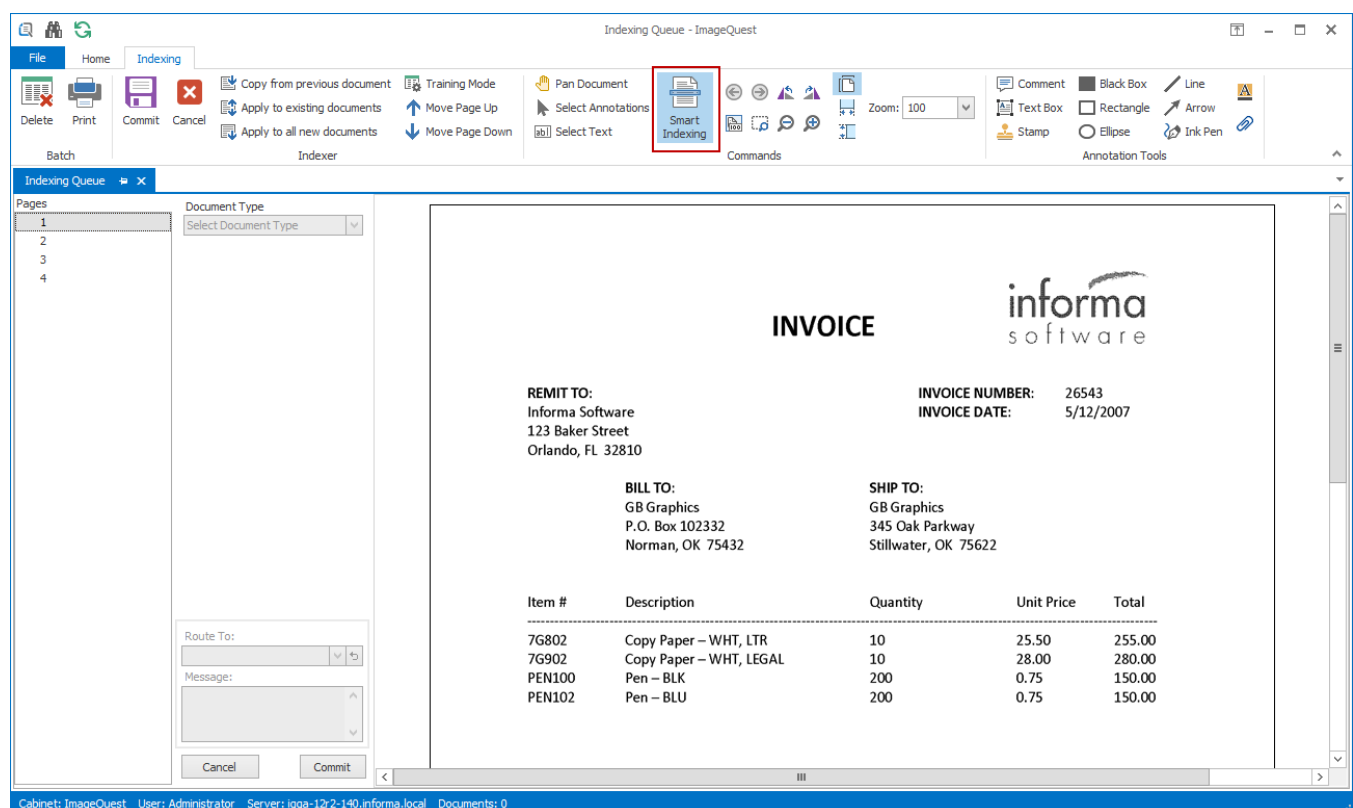 Indexing Queue - ImageQuest
File Home Indexing
Copy from previous document Training Mode Pan Document Comment Black Box Line
Delete Print Commit Cancel Apply to existing documents Move Page Up Select Annotations Smart Indexing Zoom: 100 Text Box Rectangle Arrow
Apply to all new documents Move Page Down Select Text Stamp Ellipse Ink Pen
Batch Indexer Commands Annotation Tools
Indexing Queue
Pages
1
2
3
4
Document Type
Select Document Type
Route To:
Message:
Cancel Commit
informa
software
INVOICE
REMIT TO: INVOICE NUMBER: 26543
Informa Software INVOICE DATE: 5/12/2007
123 Baker Street
Orlando, FL 32810
BILL TO: SHIP TO:
GB Graphics GB Graphics
P.O. Box 102332 345 Oak Parkway
Norman, OK 75432 Stillwater, OK 75622
Item # Description Quantity Unit Price Total
7G802 Copy Paper – WHT, LTR 10 25.50 255.00
7G902 Copy Paper – WHT, LEGAL 10 28.00 280.00
PEN100 Pen – BLK 200 0.75 150.00
PEN102 Pen – BLU 200 0.75 150.00
Cabinet: ImageQuest User: Administrator Server: iqqa-12r2-140.informa.local Documents: 0